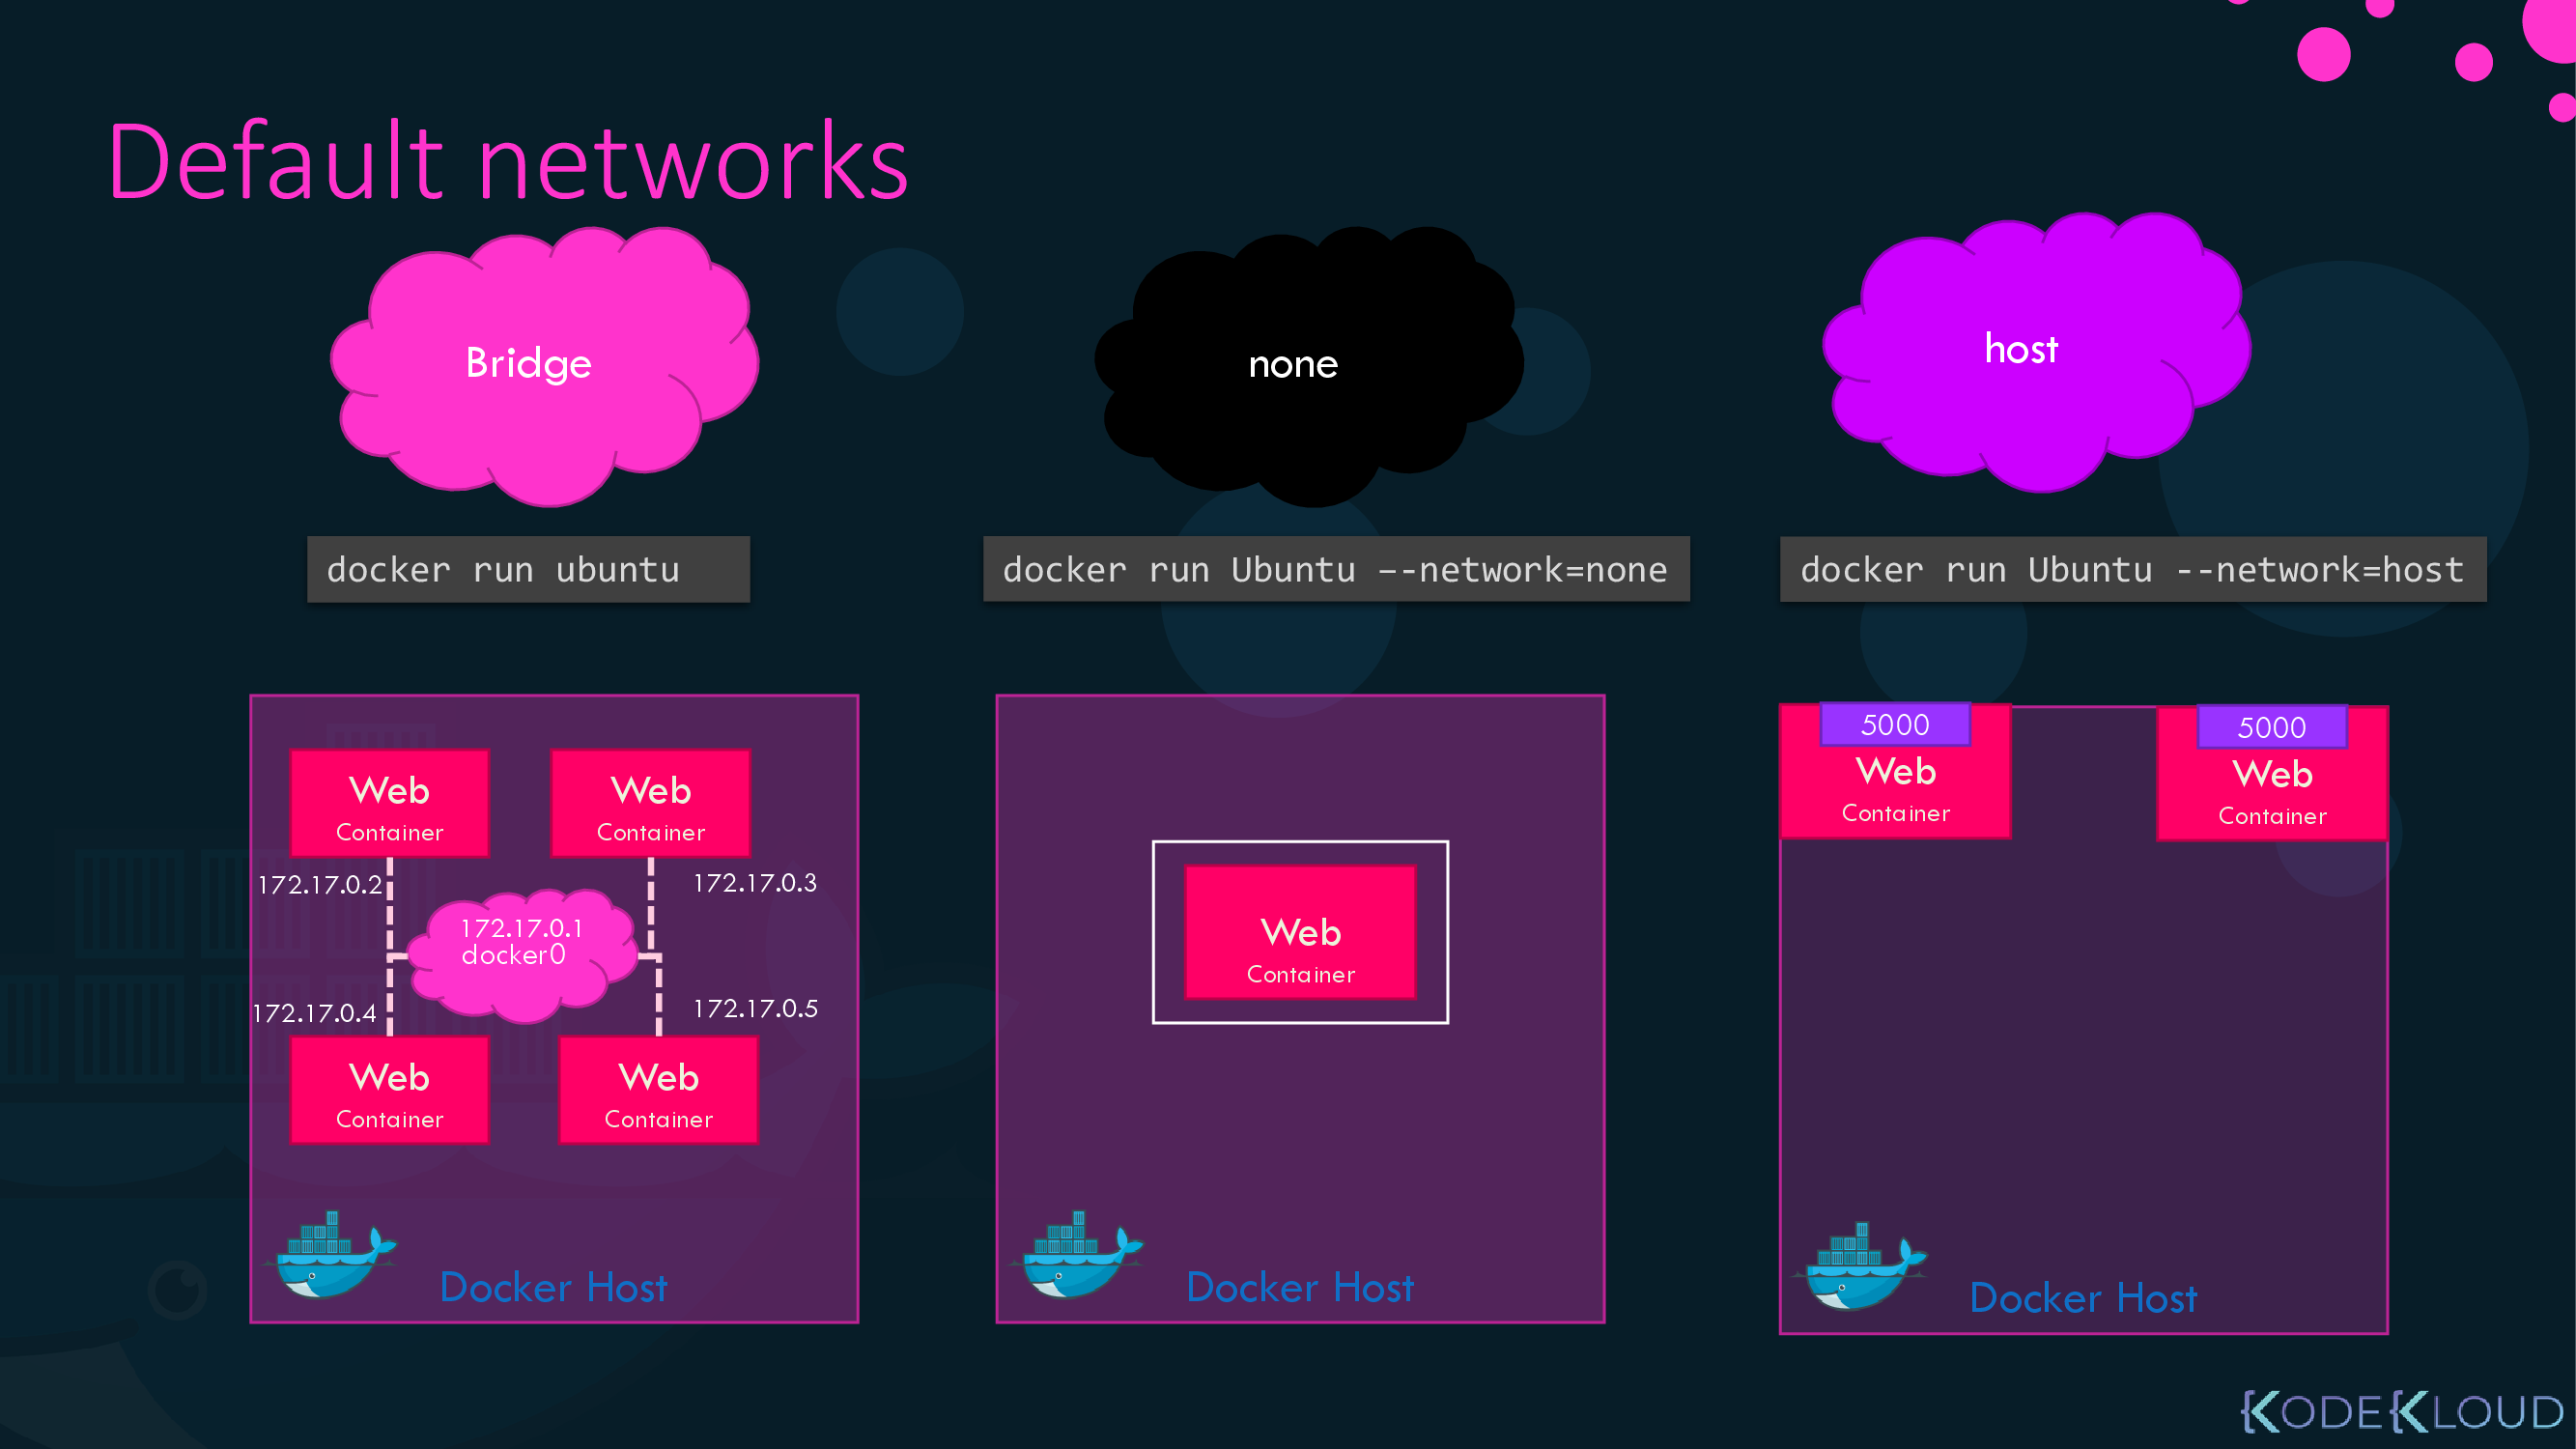 Default networks
Bridge
none
host
docker run ubuntu
docker run Ubuntu –-network=none
docker run Ubuntu --network=host
Web
Container
Web
Container
172.17.0.2
172.17.0.3
172.17.0.1
docker0
172.17.0.4
172.17.0.5
Web
Container
Web
Container
Docker Host
Web
Container
Docker Host
5000
Web
Container
5000
Web
Container
Docker Host
{KODE{KLOUD